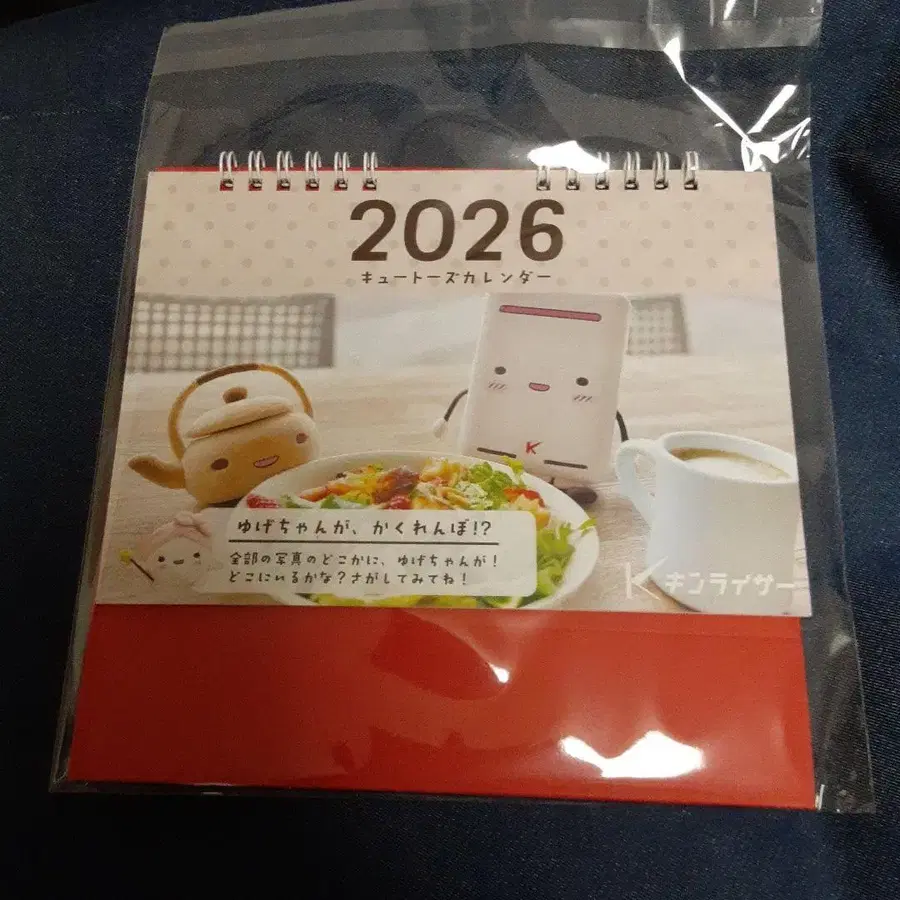 2026
キュートーズカレンダー
K
ゆげちゃんが、かくれんぼ!?
全部の写真のどこかに、ゆげちゃんが!
どこにいるかな?さがしてみてね!
K キンライサー